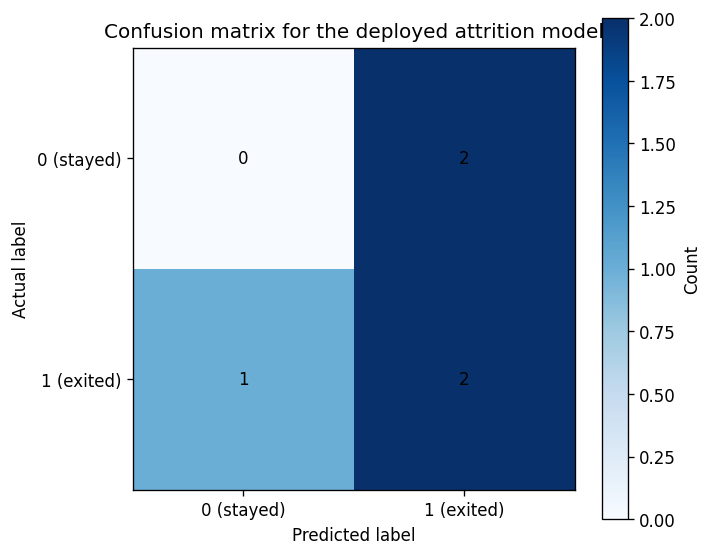 Confusion matrix for the deployed attrition model
2.00
1.75
1.50
1.25
1.00
0.75
0.50
0.25
0.00
Count
Actual label
0 (stayed)
0
2
1 (exited)
1
2
0 (stayed)
1 (exited)
Predicted label